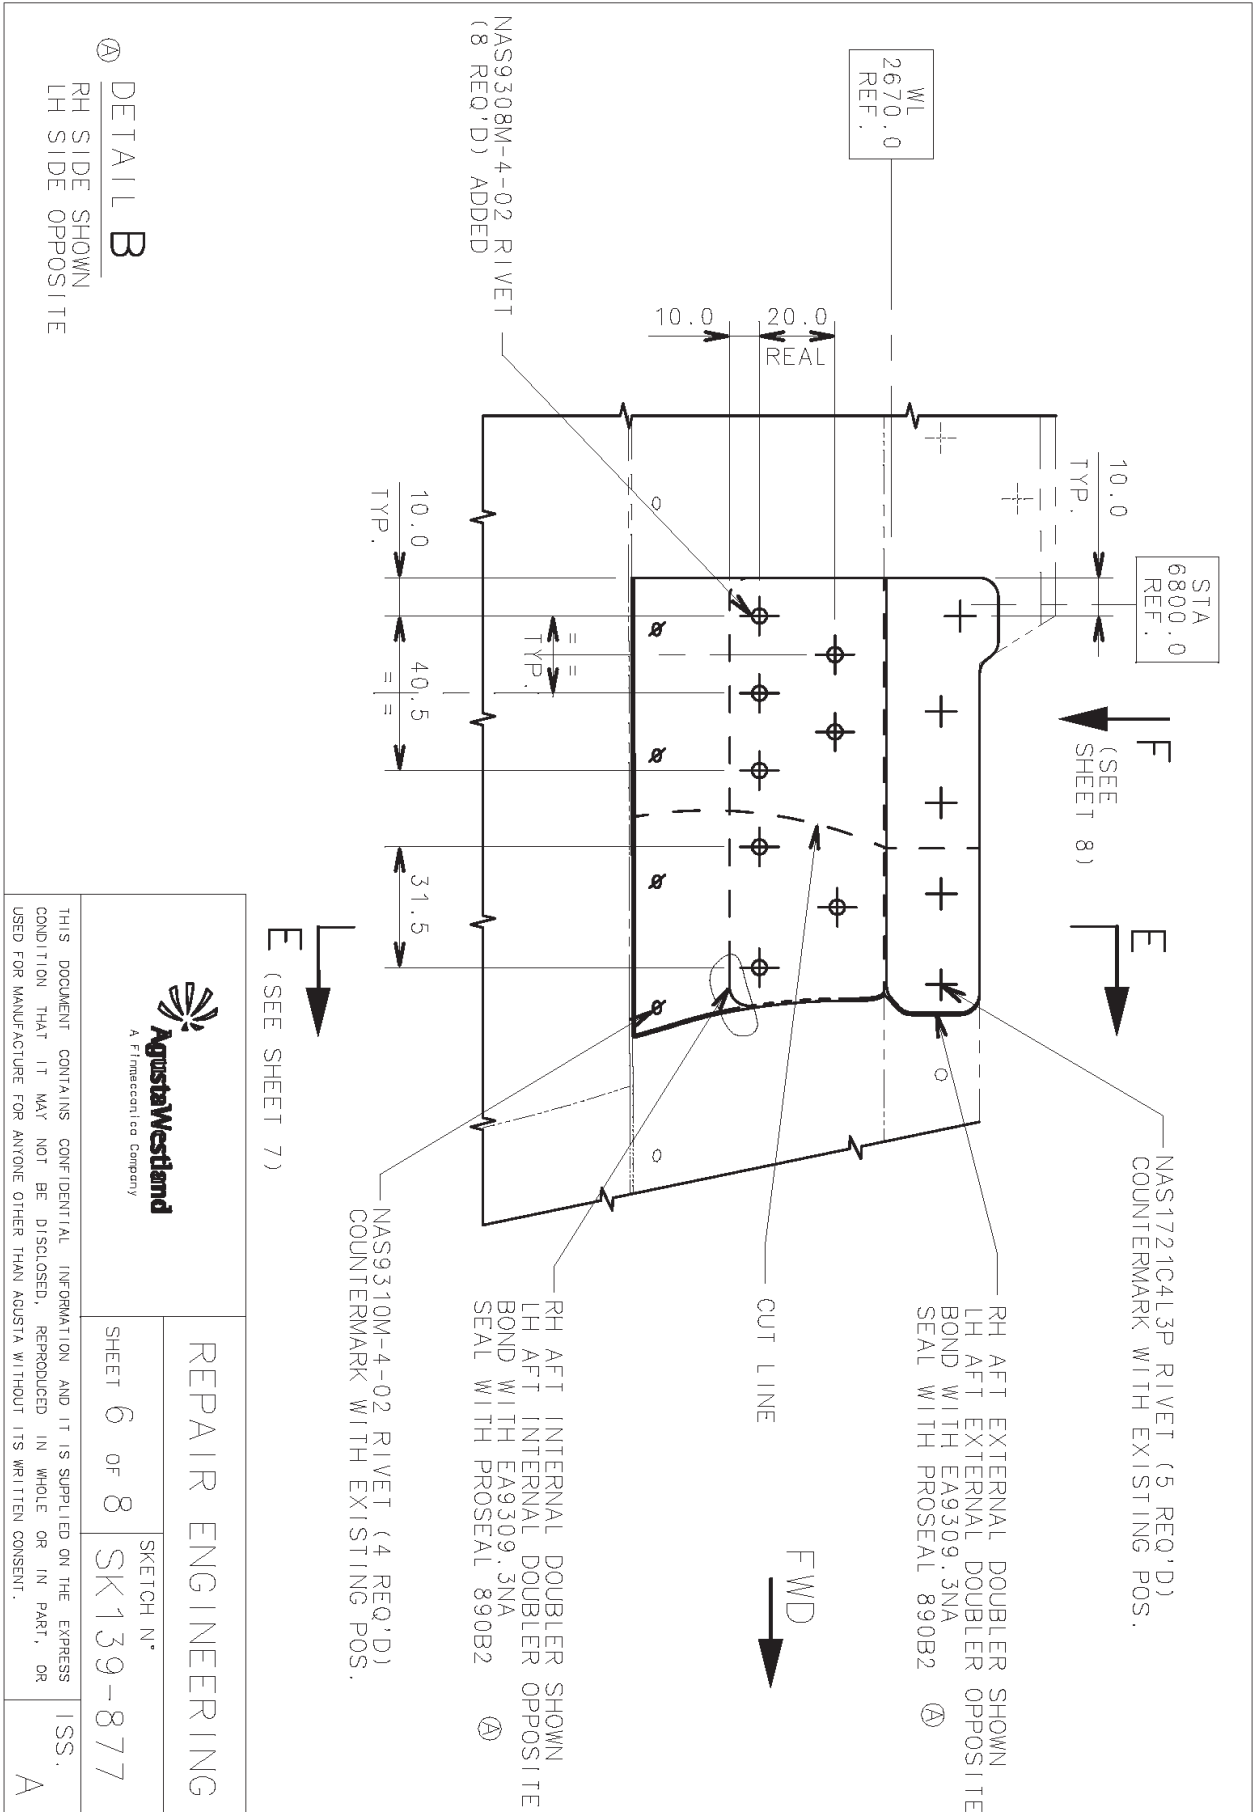 NAS1721C4L3P RIVET (5 REQ'D)
COUNTERMARK WITH EXISTING POS.
RH AFT EXTERNAL DOUBLER SHOWN
LH AFT EXTERNAL DOUBLER OPPOSITE
BOND WITH EA9309.3NA
SEAL WITH PROSEAL 890B2
A
FWD
CUT LINE
RH AFT INTERNAL DOUBLER SHOWN
LH AFT INTERNAL DOUBLER OPPOSITE
BOND WITH EA9309.3NA
SEAL WITH PROSEAL 890B2
A
NAS9310M-4-02 RIVET (4 REQ'D)
COUNTERMARK WITH EXISTING POS.
STA
6800.0
REF.
10.0
TYP.
F
(SEE
SHEET 8)
E
E (SEE SHEET 7)
WL
2670.0
REF.
10.0
20.0
REAL
NAS9308M-4-02 RIVET
(8 REQ'D) ADDED
= =
TYP.
10.0
TYP.
40.5
= =
31.5
A
DETAIL B
RH SIDE SHOWN
LH SIDE OPPOSITE
AgustaWestland
A Finmeccanica Company
REPAIR ENGINEERING
SHEET 6 OF 8
SKETCH N°
SK139-877
THIS DOCUMENT CONTAINS CONFIDENTIAL INFORMATION AND IT IS SUPPLIED ON THE EXPRESS
CONDITION THAT IT MAY NOT BE DISCLOSED, REPRODUCED IN WHOLE OR IN PART, OR
USED FOR MANUFACTURE FOR ANYONE OTHER THAN AGUSTA WITHOUT ITS WRITTEN CONSENT.
ISS.
A